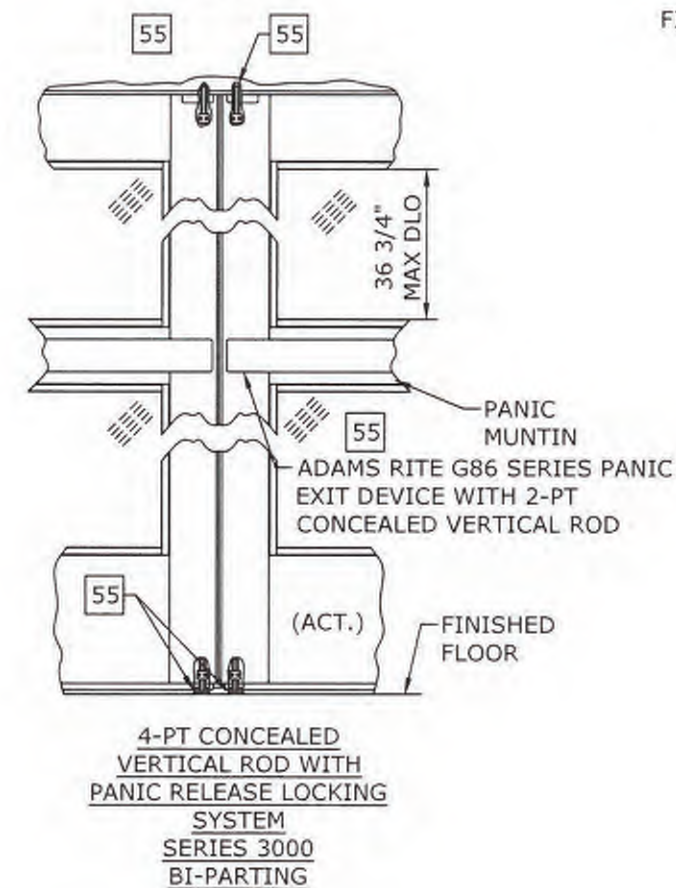 55
55
36 3/4"
MAX DLO
PANIC
MUNTIN
55
ADAMS RITE G86 SERIES PANIC
EXIT DEVICE WITH 2-PT
CONCEALED VERTICAL ROD
55
(ACT.)
FINISHED
FLOOR
4-PT CONCEALED
VERTICAL ROD WITH
PANIC RELEASE LOCKING
SYSTEM
SERIES 3000
BI-PARTING